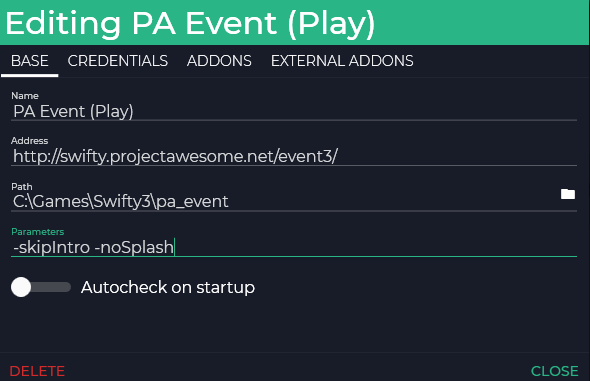 Editing PA Event (Play)
BASE CREDENTIALS ADDONS EXTERNAL ADDONS
Name
PA Event (Play)
Address
http://swifty.projectawesome.net/event3/
Path
C:\Games\Swifty3\pa_event
Parameters
-skipIntro -noSplash
Autocheck on startup
DELETE CLOSE